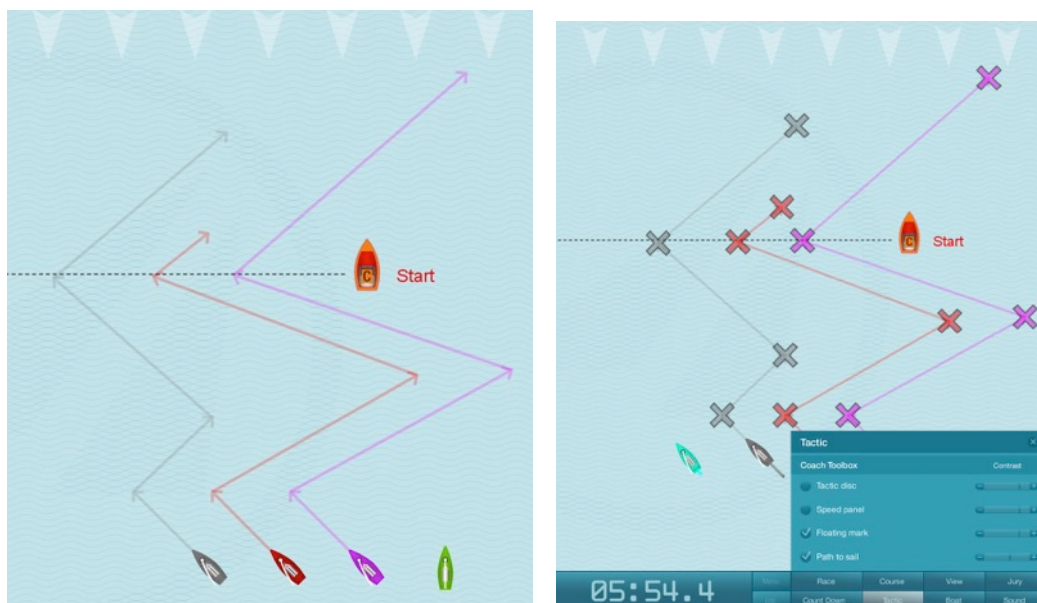 C
Start
C
Start
Tactic
Coach Toolbox Contrast
Tactic disc
Speed panel
Floating mark
Path to sail
05:54.4
Race Course View Jury
Count Down Tactic Boat Sound